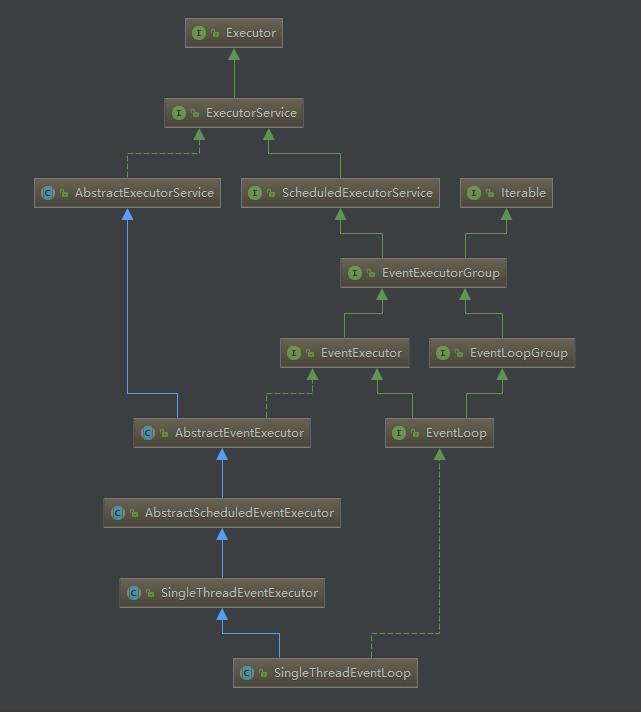 I Executor
I ExecutorService
C AbstractExecutorService
I ScheduledExecutorService
I Iterable
I EventExecutorGroup
I EventExecutor
I EventLoopGroup
C AbstractEventExecutor
I EventLoop
C AbstractScheduledEventExecutor
C SingleThreadEventExecutor
C SingleThreadEventLoop